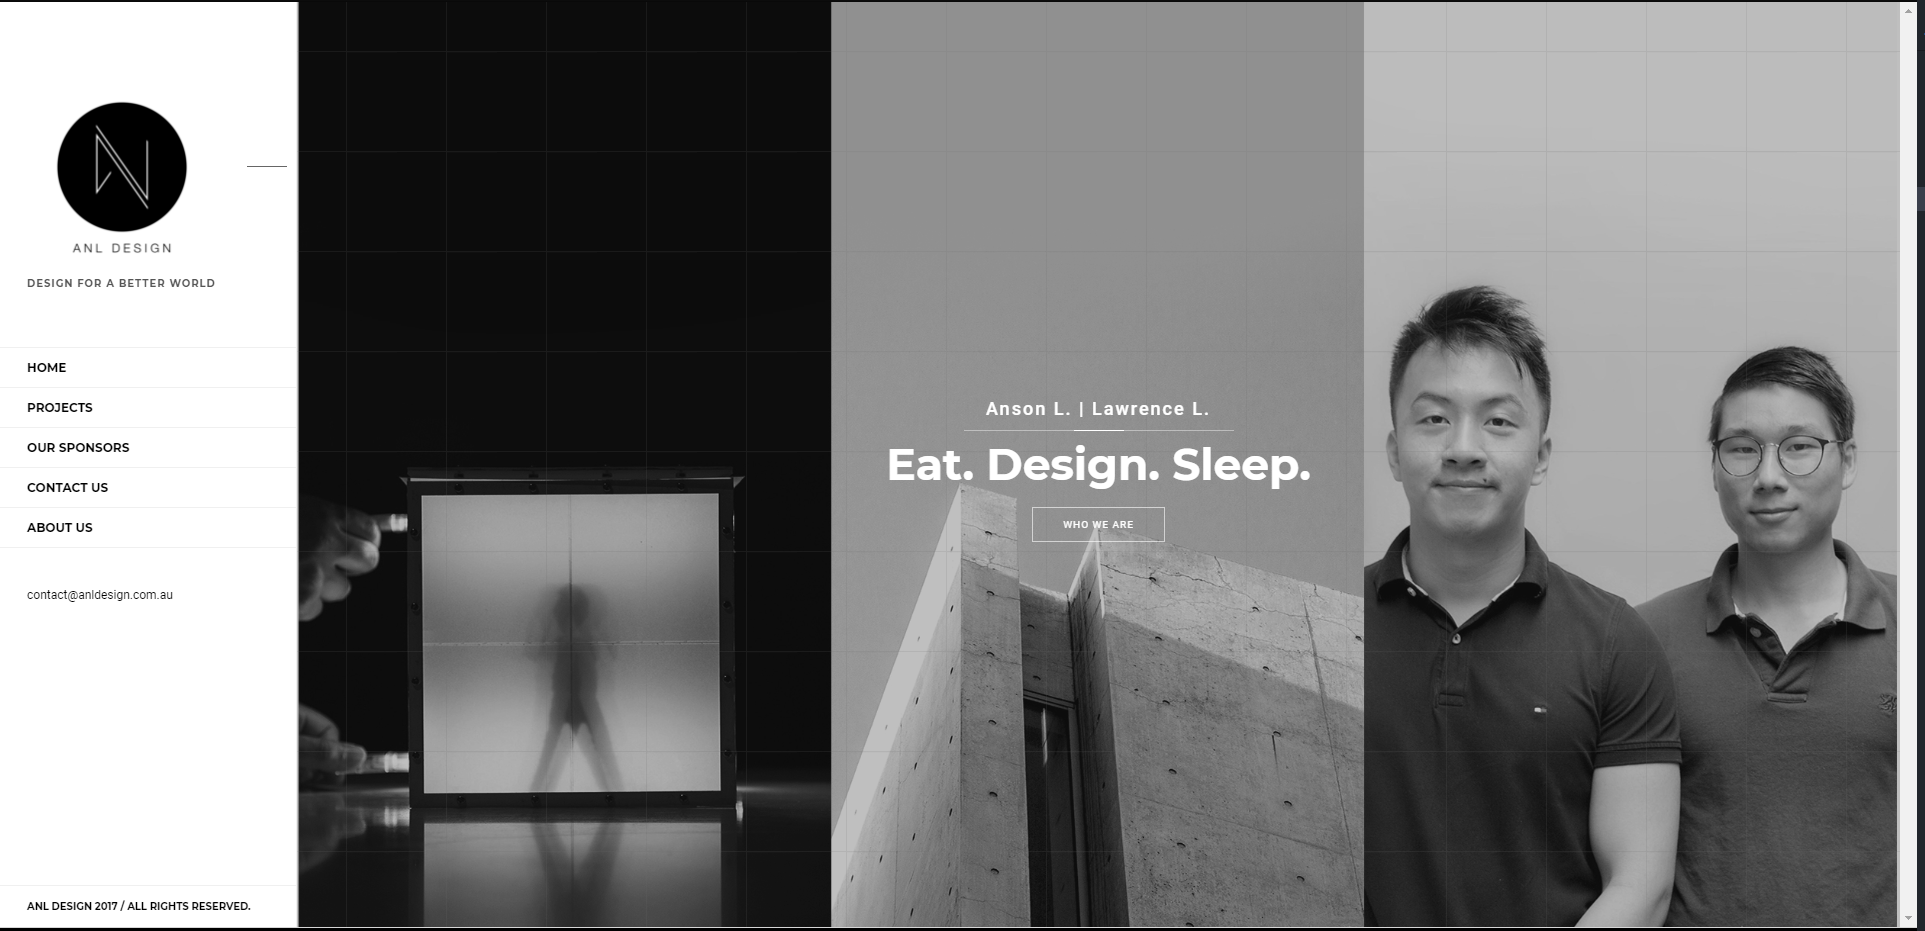 ANL DESIGN
DESIGN FOR A BETTER WORLD
HOME
PROJECTS
OUR SPONSORS
CONTACT US
ABOUT US
contact@anldesign.com.au
ANL DESIGN 2017 / ALL RIGHTS RESERVED.
Anson L. | Lawrence L.
Eat. Design. Sleep.
WHO WE ARE